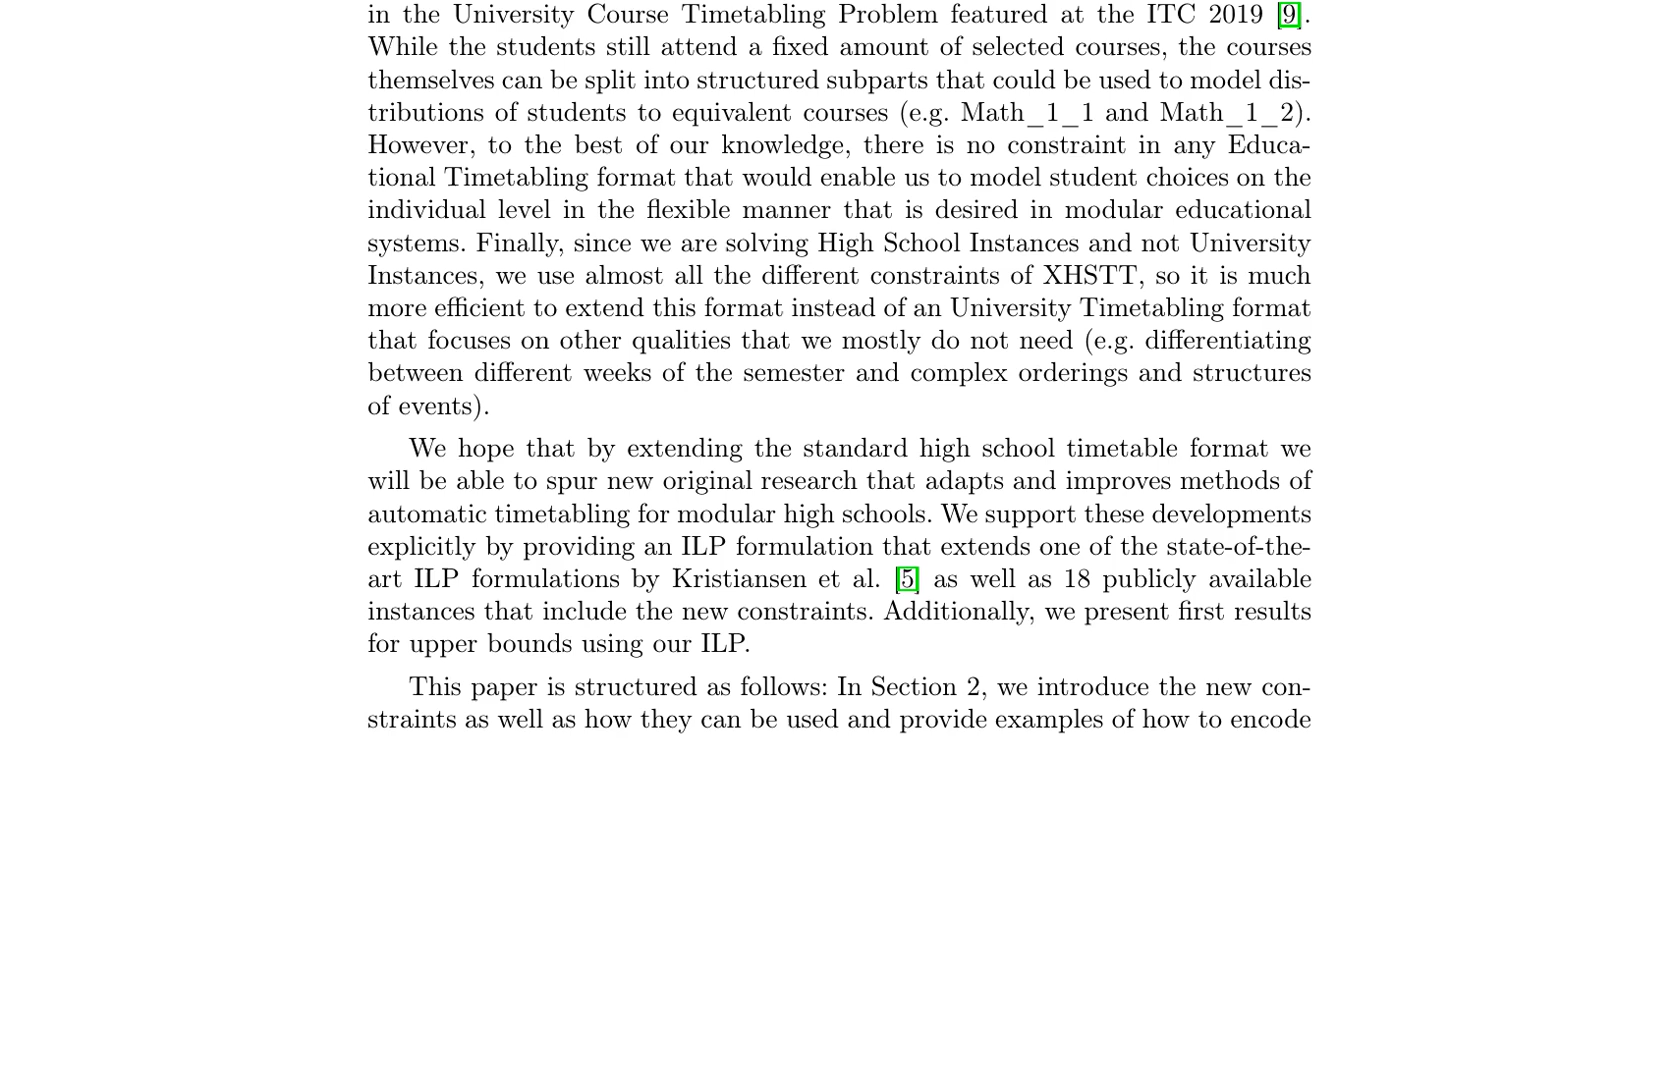 in the University Course Timetabling Problem featured at the ITC 2019 [9].
While the students still attend a fixed amount of selected courses, the courses
themselves can be split into structured subparts that could be used to model dis-
tributions of students to equivalent courses (e.g. Math_1_1 and Math_1_2).
However, to the best of our knowledge, there is no constraint in any Educa-
tional Timetabling format that would enable us to model student choices on the
individual level in the flexible manner that is desired in modular educational
systems. Finally, since we are solving High School Instances and not University
Instances, we use almost all the different constraints of XHSTT, so it is much
more efficient to extend this format instead of an University Timetabling format
that focuses on other qualities that we mostly do not need (e.g. differentiating
between different weeks of the semester and complex orderings and structures
of events).
We hope that by extending the standard high school timetable format we
will be able to spur new original research that adapts and improves methods of
automatic timetabling for modular high schools. We support these developments
explicitly by providing an ILP formulation that extends one of the state-of-the-
art ILP formulations by Kristiansen et al. [5] as well as 18 publicly available
instances that include the new constraints. Additionally, we present first results
for upper bounds using our ILP.
This paper is structured as follows: In Section 2, we introduce the new con-
straints as well as how they can be used and provide examples of how to encode